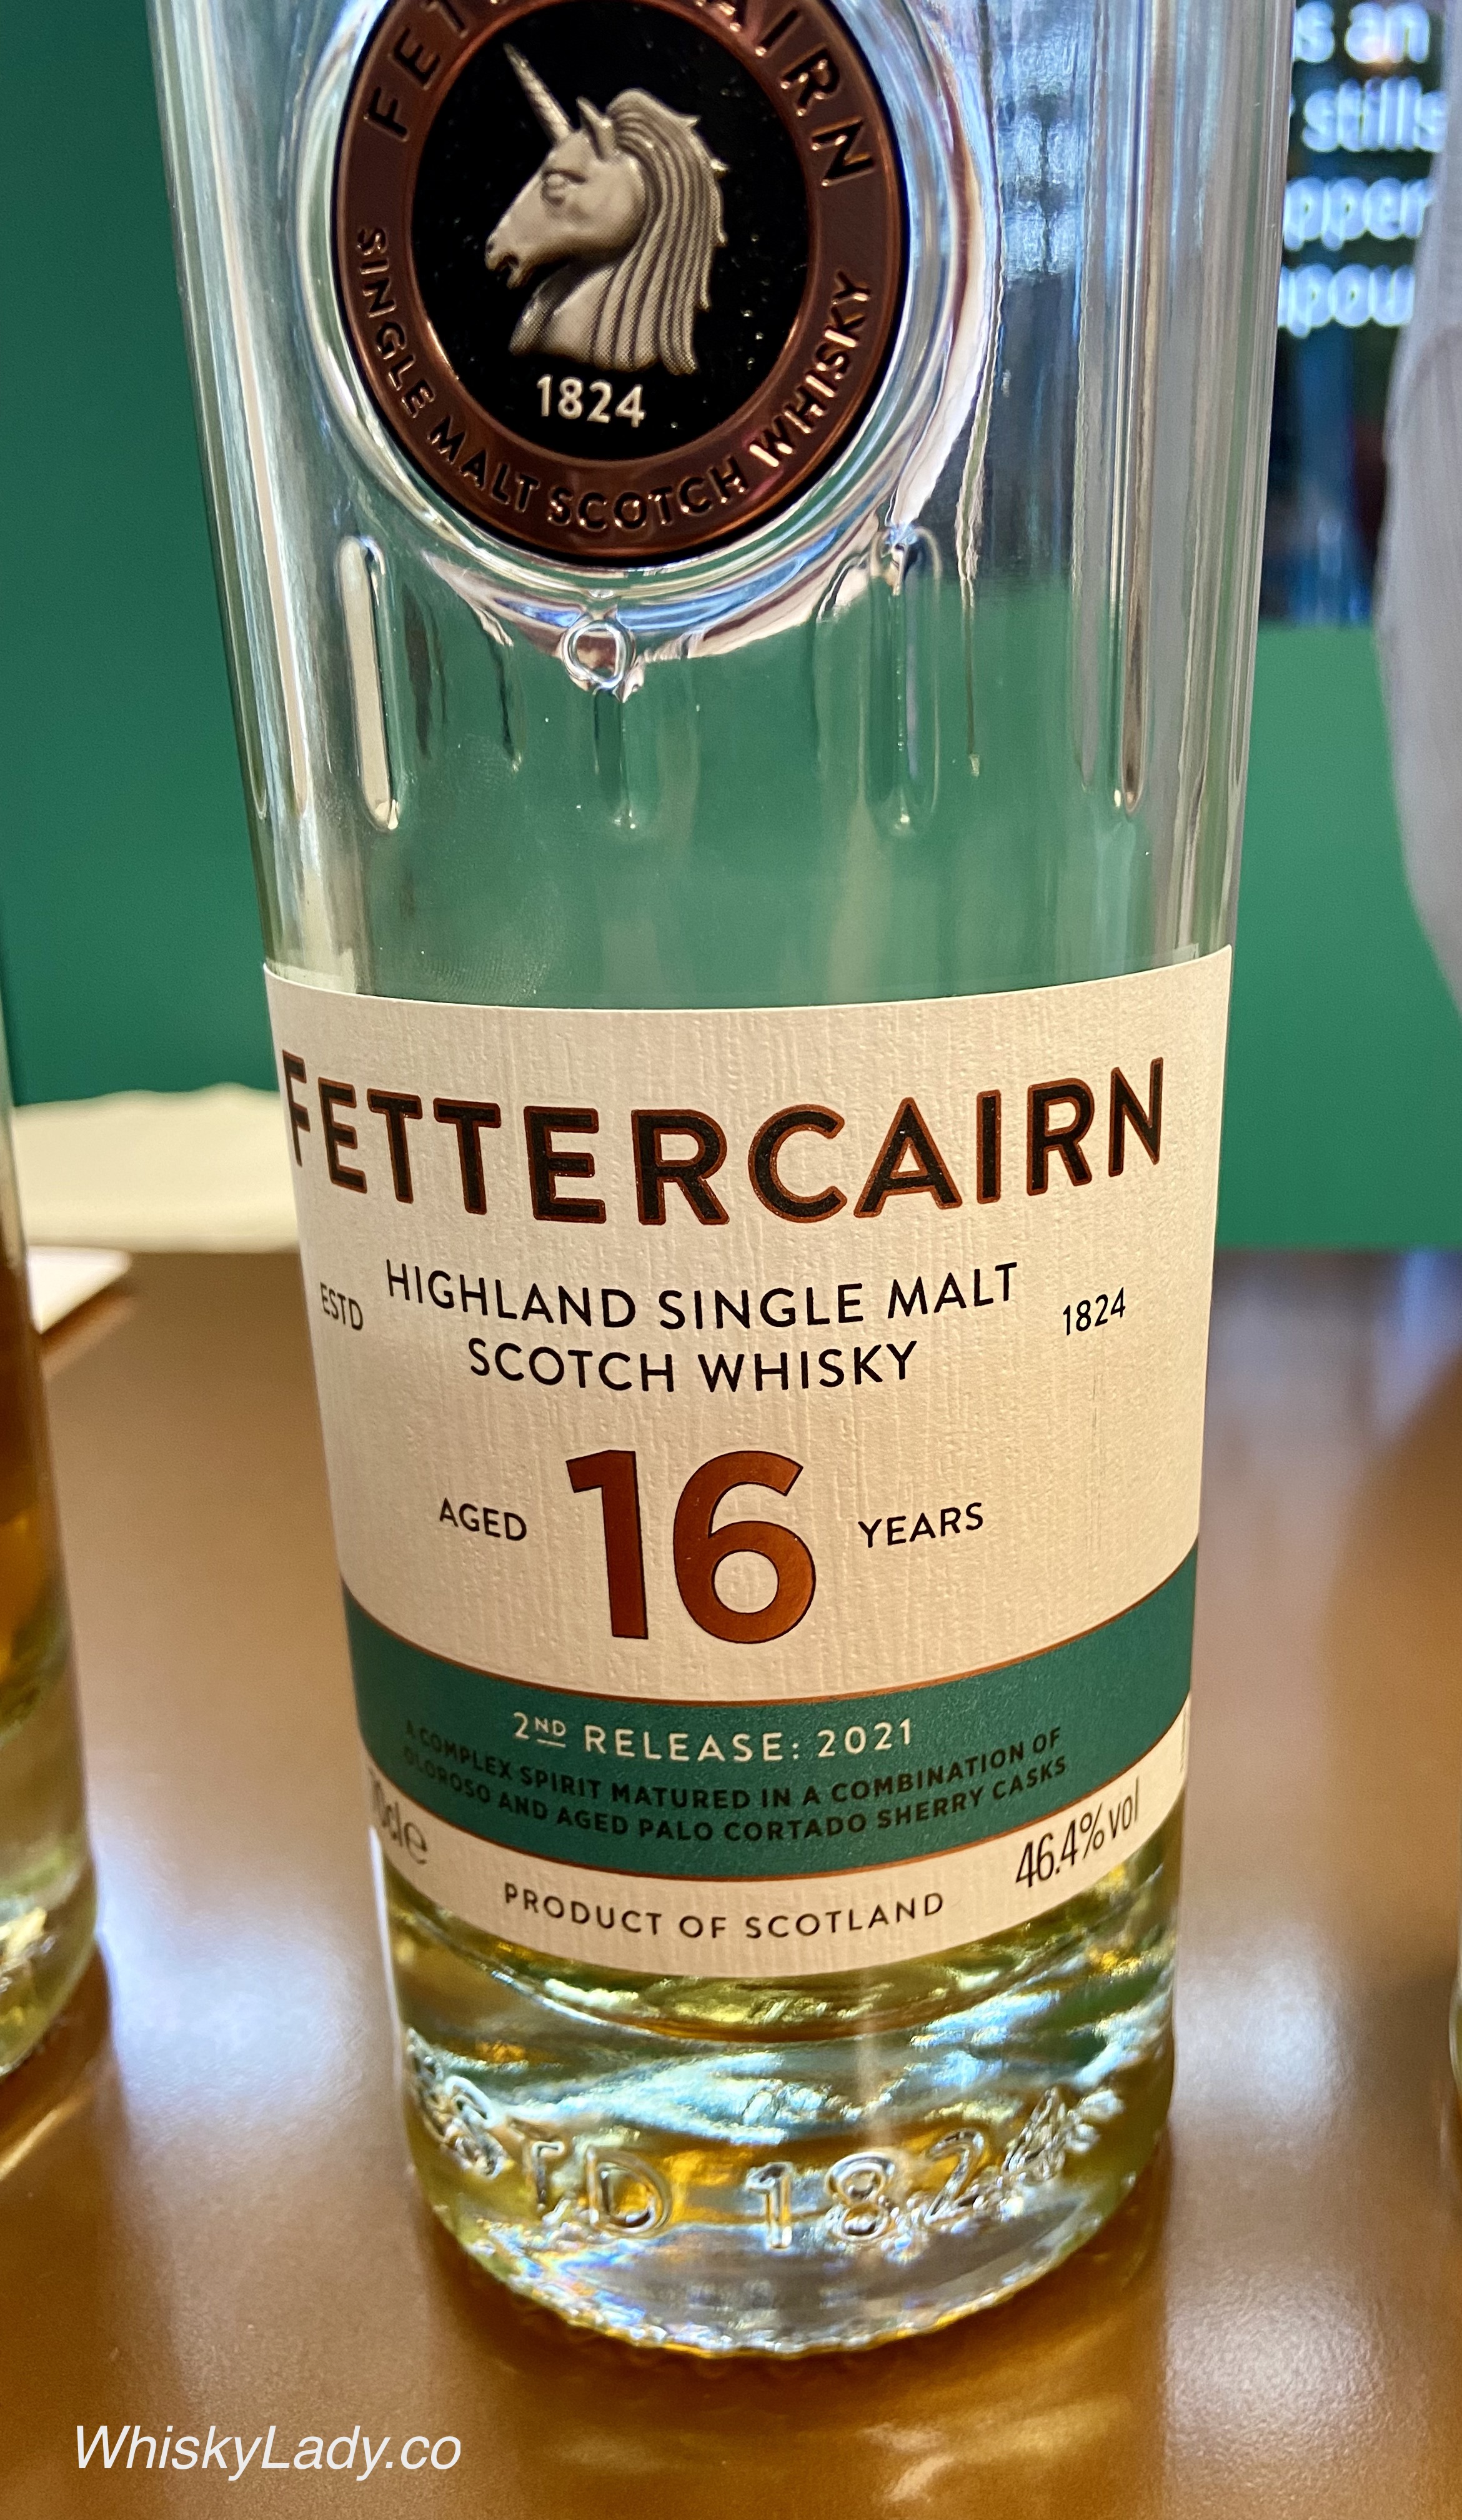 FETTERCAIRN
1824
SINGLE MALT SCOTCH WHISKY
s an
stills
FETTERCAIRN
ESTD HIGHLAND SINGLE MALT 1824
SCOTCH WHISKY
AGED 16 YEARS
2ND RELEASE: 2021
A COMPLEX SPIRIT MATURED IN A COMBINATION OF
OLOROSO AND AGED PALO CORTADO SHERRY CASKS
46.4%vol
PRODUCT OF SCOTLAND
ESTD 1824
WhiskyLady.co